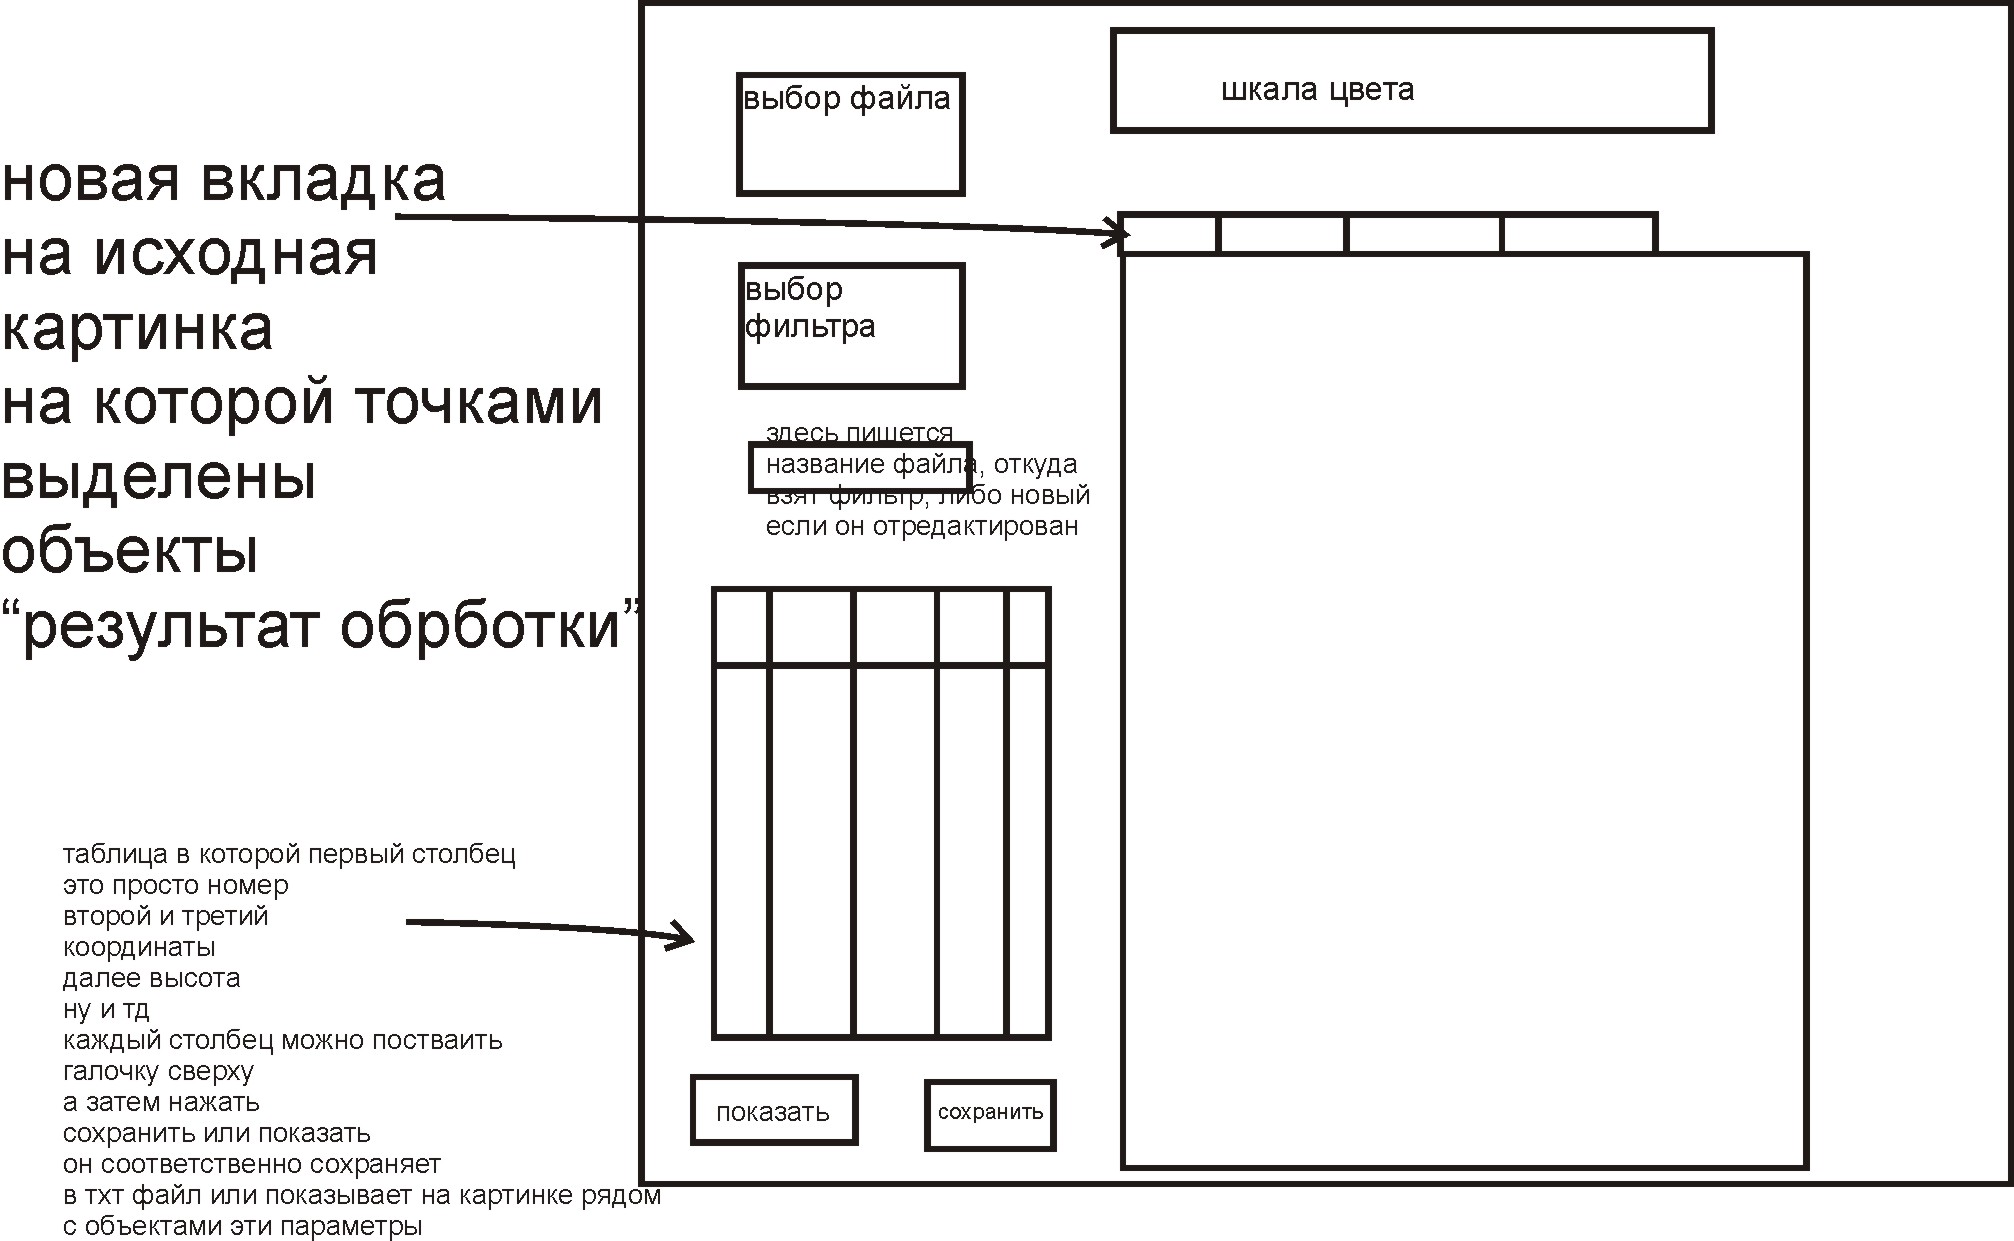 новая вкладка
на исходная
картинка
на которой точками
выделены
объекты
“результат обрботки”
таблица в которой первый столбец
это просто номер
второй и третий
координаты
далее высота
ну и тд
каждый столбец можно постваить
галочку сверху
а затем нажать
сохранить или показать
он соответственно сохраняет
в тхт файл или показывает на картинке рядом
с объектами эти параметры
выбор файла
выбор
фильтра
здесь пищется
название файла, откуда
взят фильтр, либо новый
если он отредактирован
показать
сохранить
шкала цвета